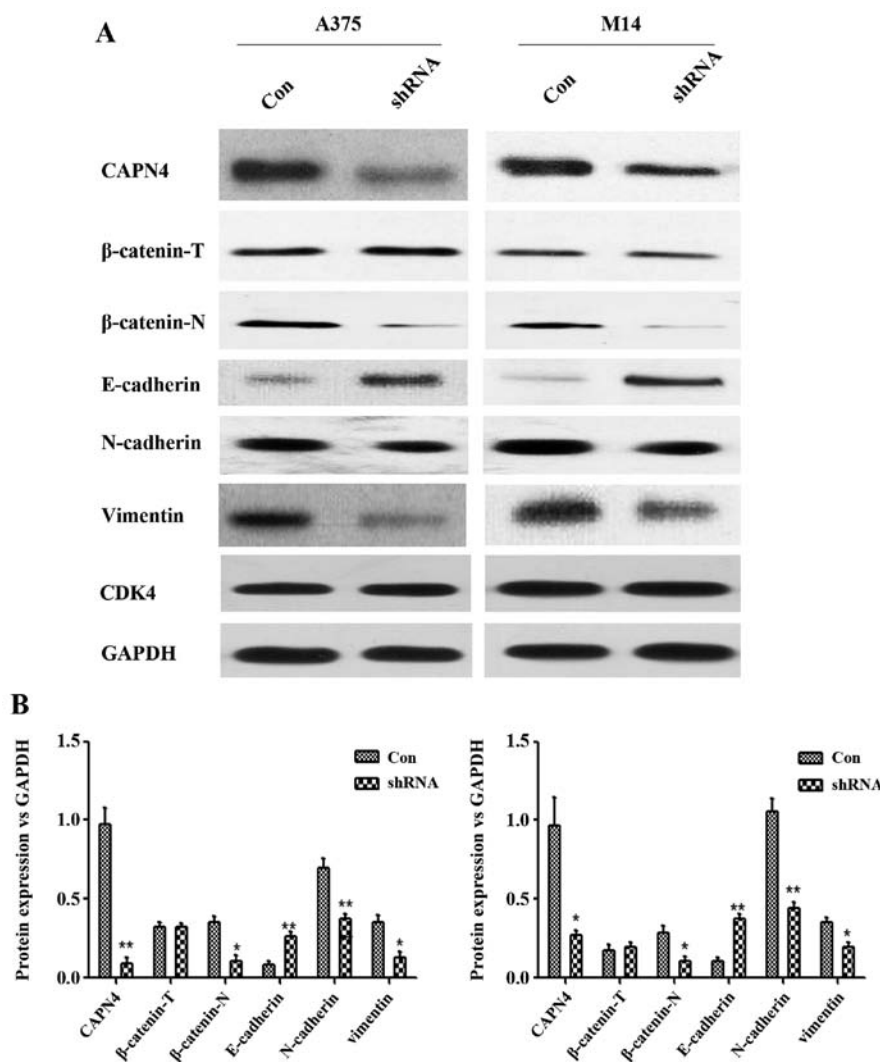 A
A375
M14
Con
shRNA
Con
shRNA
CAPN4
β-catenin-T
β-catenin-N
E-cadherin
N-cadherin
Vimentin
CDK4
GAPDH
B
Protein expression vs GAPDH
1.5
1.0
0.5
0.0
Con
shRNA
**
*
**
**
*
CAPN4
β-catenin-T
β-catenin-N
E-cadherin
N-cadherin
vimentin
Protein expression vs GAPDH
1.5
1.0
0.5
0.0
Con
shRNA
*
*
**
**
*
CAPN4
β-catenin-T
β-catenin-N
E-cadherin
N-cadherin
vimentin